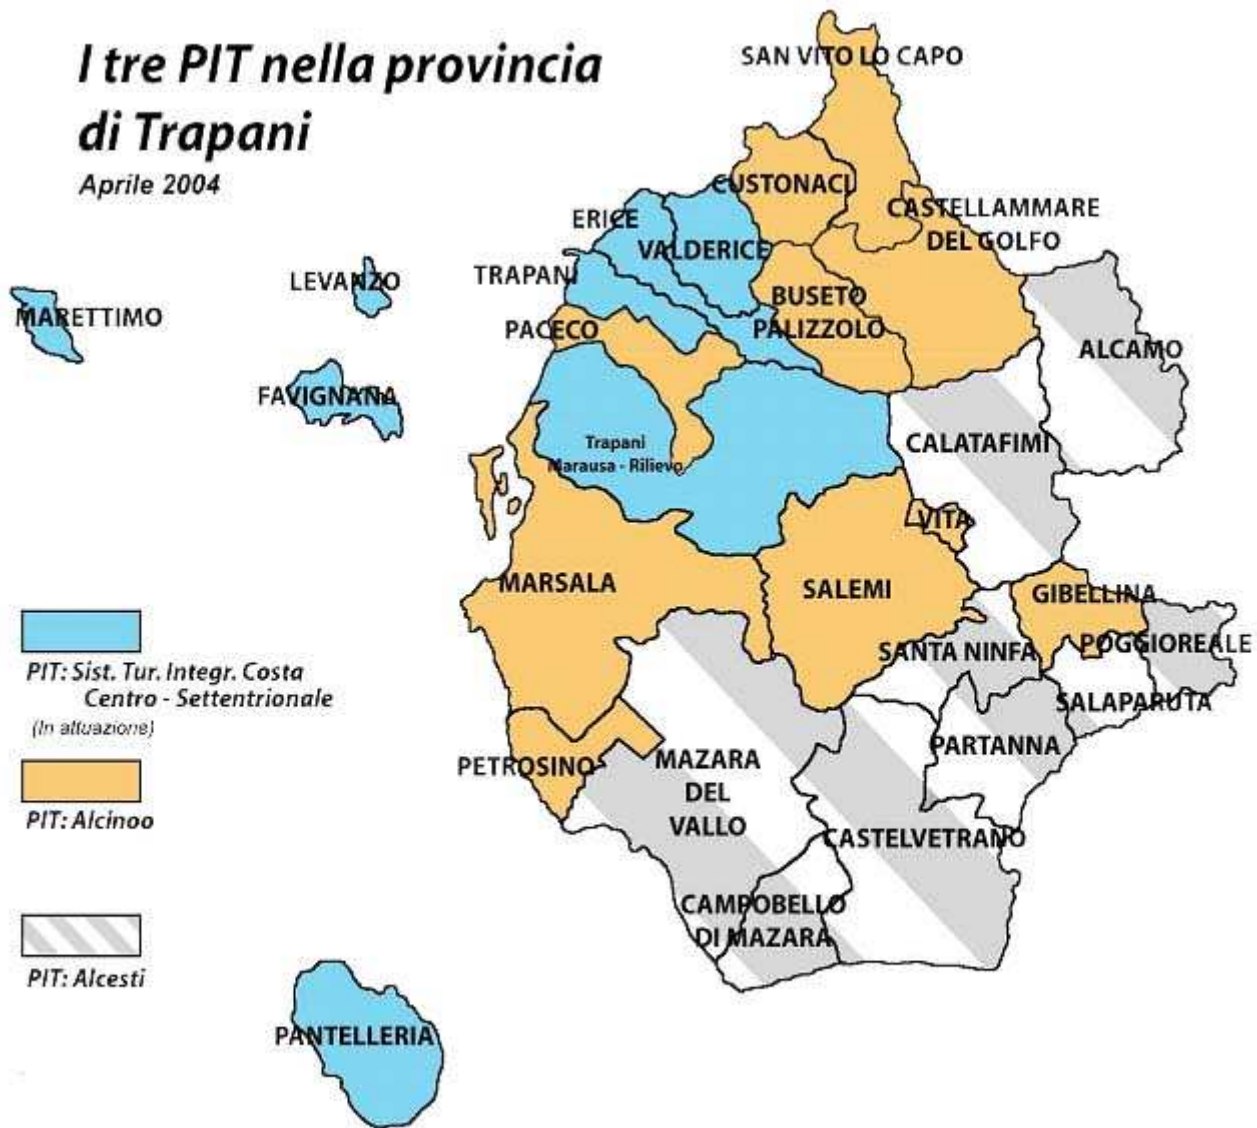 I tre PIT nella provincia
di Trapani
Aprile 2004
SAN VITO LO CAPO
CUSTONACI
ERICE
CASTELLAMMARE
DEL GOLFO
VALDERICE
TRAPANI
LEVANZO
MARETTIMO
BUSETO
PALIZZOLO
PACECO
ALCAMO
FAVIGNANA
Trapani
Marausa - Rilievo
CALATAFIMI
VITA
MARSALA
SALEMI
GIBELLINA
SANTA NINFA
POGGIOREALE
SALAPARUTA
PARTANNA
PETROSINO
MAZARA
DEL
VALLO
CASTELVETRANO
CAMPOBELLO
DI MAZARA
PANTELLERIA
PIT: Sist. Tur. Integr. Costa
Centro - Settentrionale
(In attuazione)
PIT: Alcinoo
PIT: Alcesti